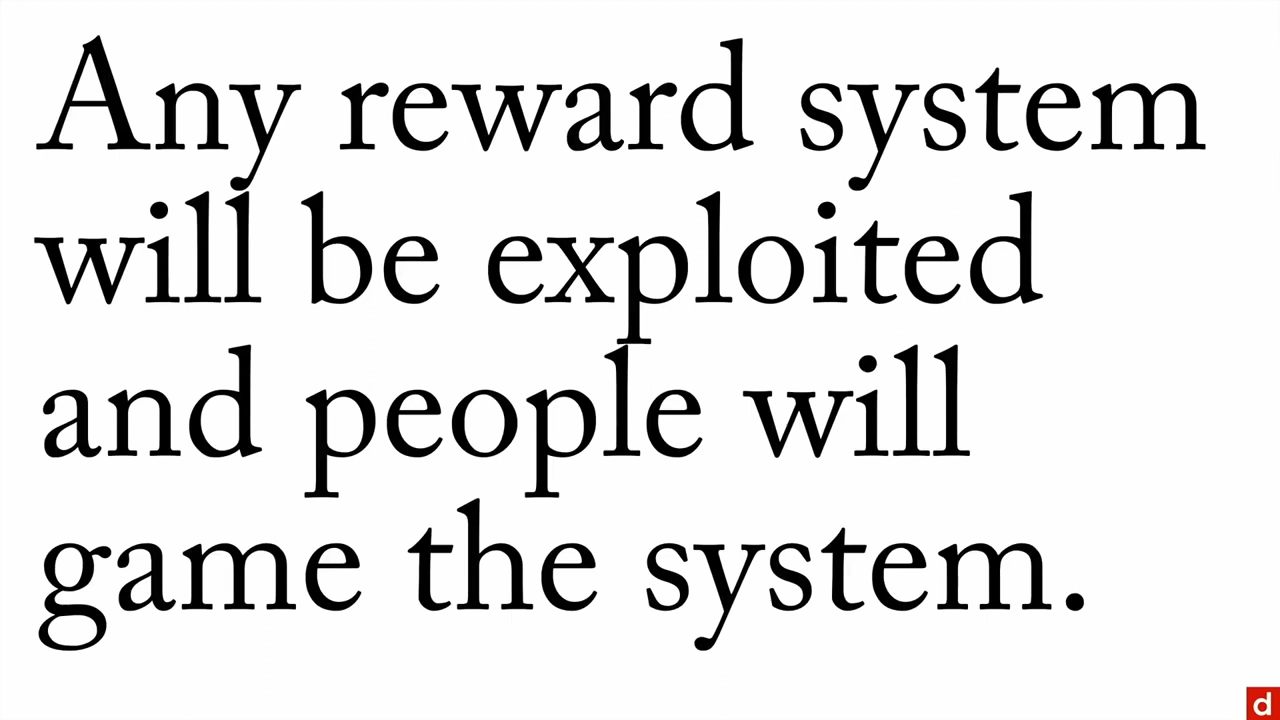 Any reward system
will be exploited
and people will
game the system.
d